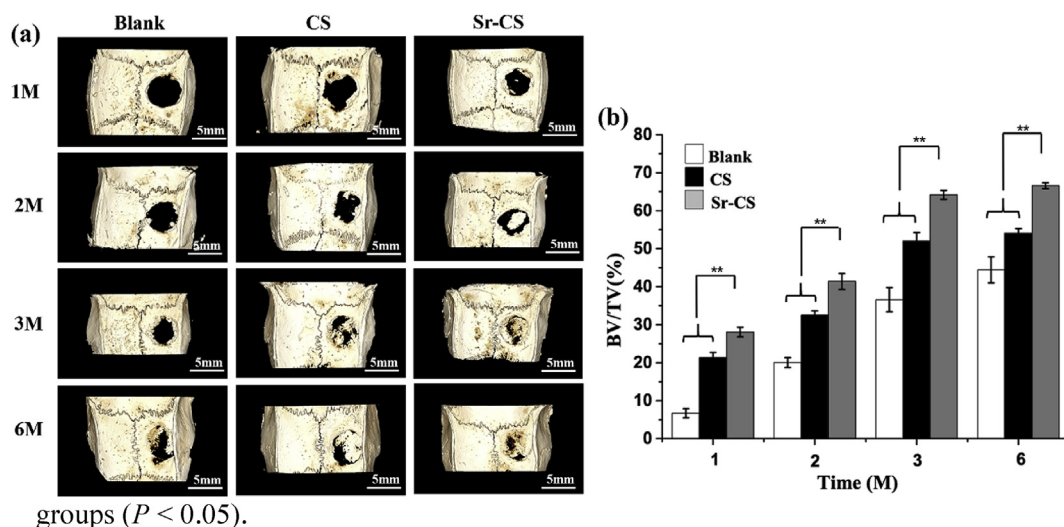 (a)
Blank CS Sr-CS
1M
5mm 5mm 5mm
2M
5mm 5mm 5mm
3M
5mm 5mm 5mm
6M
5mm 5mm 5mm
groups (P < 0.05).
(b)
BV/TV(%)
80
70
60
50
40
30
20
10
0
Blank
CS
Sr-CS
**
**
**
**
1 2 3 6
Time (M)